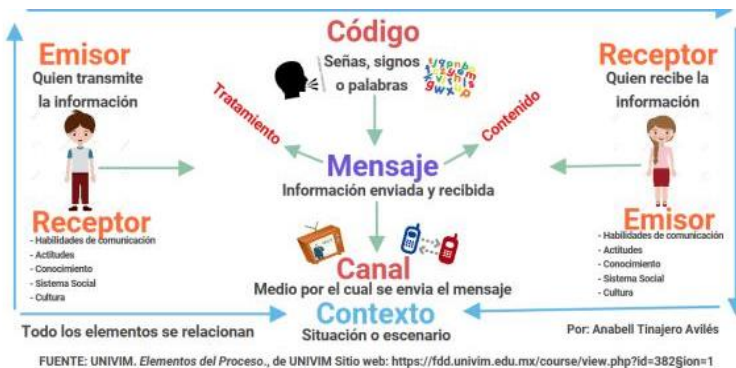 Código
Señas, signos
o palabras
Emisor
Quien transmite
la información
Receptor
Quien recibe la
información
Tratamiento
Contenido
Mensaje
Información enviada y recibida
Receptor
- Habilidades de comunicación
- Actitudes
- Conocimiento
- Sistema Social
- Cultura
Emisor
- Habilidades de comunicación
- Actitudes
- Conocimiento
- Sistema Social
- Cultura
Canal
Medio por el cual se envia el mensaje
Contexto
Situación o escenario
Todo los elementos se relacionan
Por: Anabell Tinajero Avilés
FUENTE: UNIVIM. Elementos del Proceso., de UNIVIM Sitio web: https://fdd.univim.edu.mx/course/view.php?id=382§ion=1